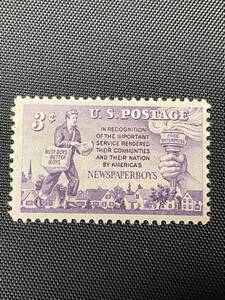 3¢ U.S. POSTAGE
IN RECOGNITION
OF THE IMPORTANT
SERVICE RENDERED
THEIR COMMUNITIES
AND THEIR NATION
BY AMERICA'S
NEWSPAPERBOYS
BUSY BOYS
BETTER
BOYS
FREE
ENTERPRISE